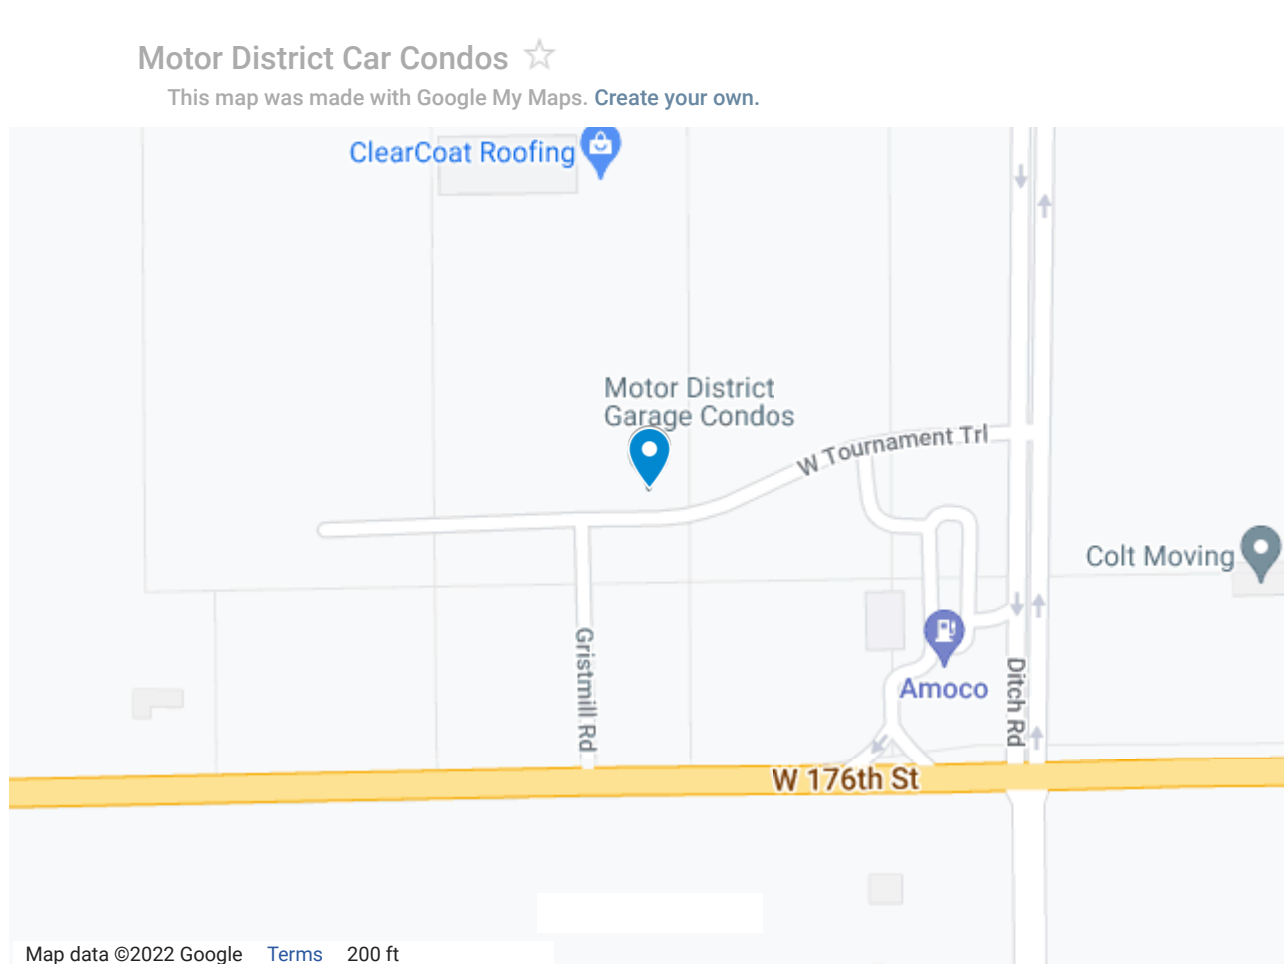 Motor District Car Condos
This map was made with Google My Maps. Create your own.
ClearCoat Roofing
Motor District
Garage Condos
W Tournament Trl
Colt Moving
Gristmill Rd
Amoco
Ditch Rd
W 176th St
Map data ©2022 Google Terms 200 ft